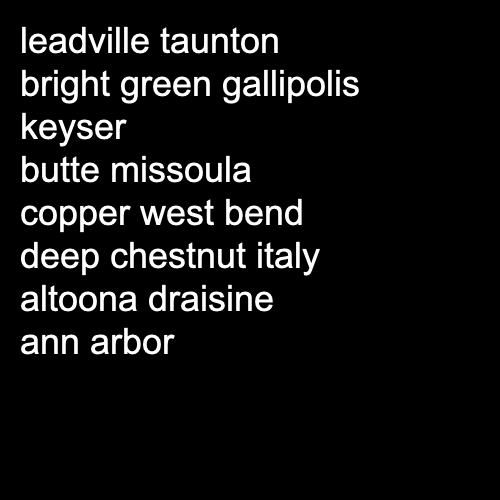 leadville taunton
bright green gallipolis
keyser
butte missoula
copper west bend
deep chestnut italy
altoona draisine
ann arbor